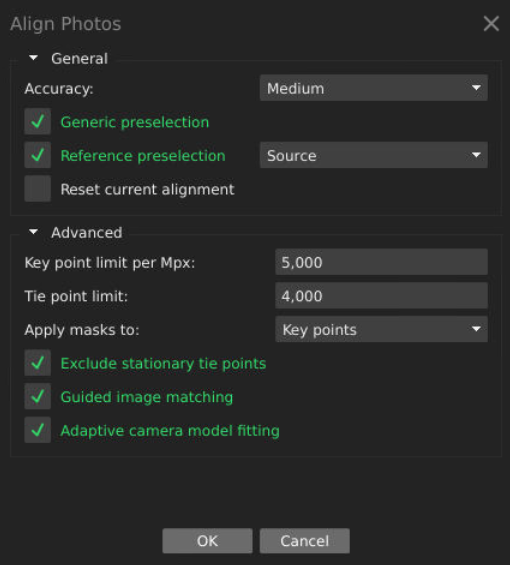 Align Photos
General
Accuracy: Medium
Generic preselection
Reference preselection Source
Reset current alignment
Advanced
Key point limit per Mpx: 5,000
Tie point limit: 4,000
Apply masks to: Key points
Exclude stationary tie points
Guided image matching
Adaptive camera model fitting
OK Cancel